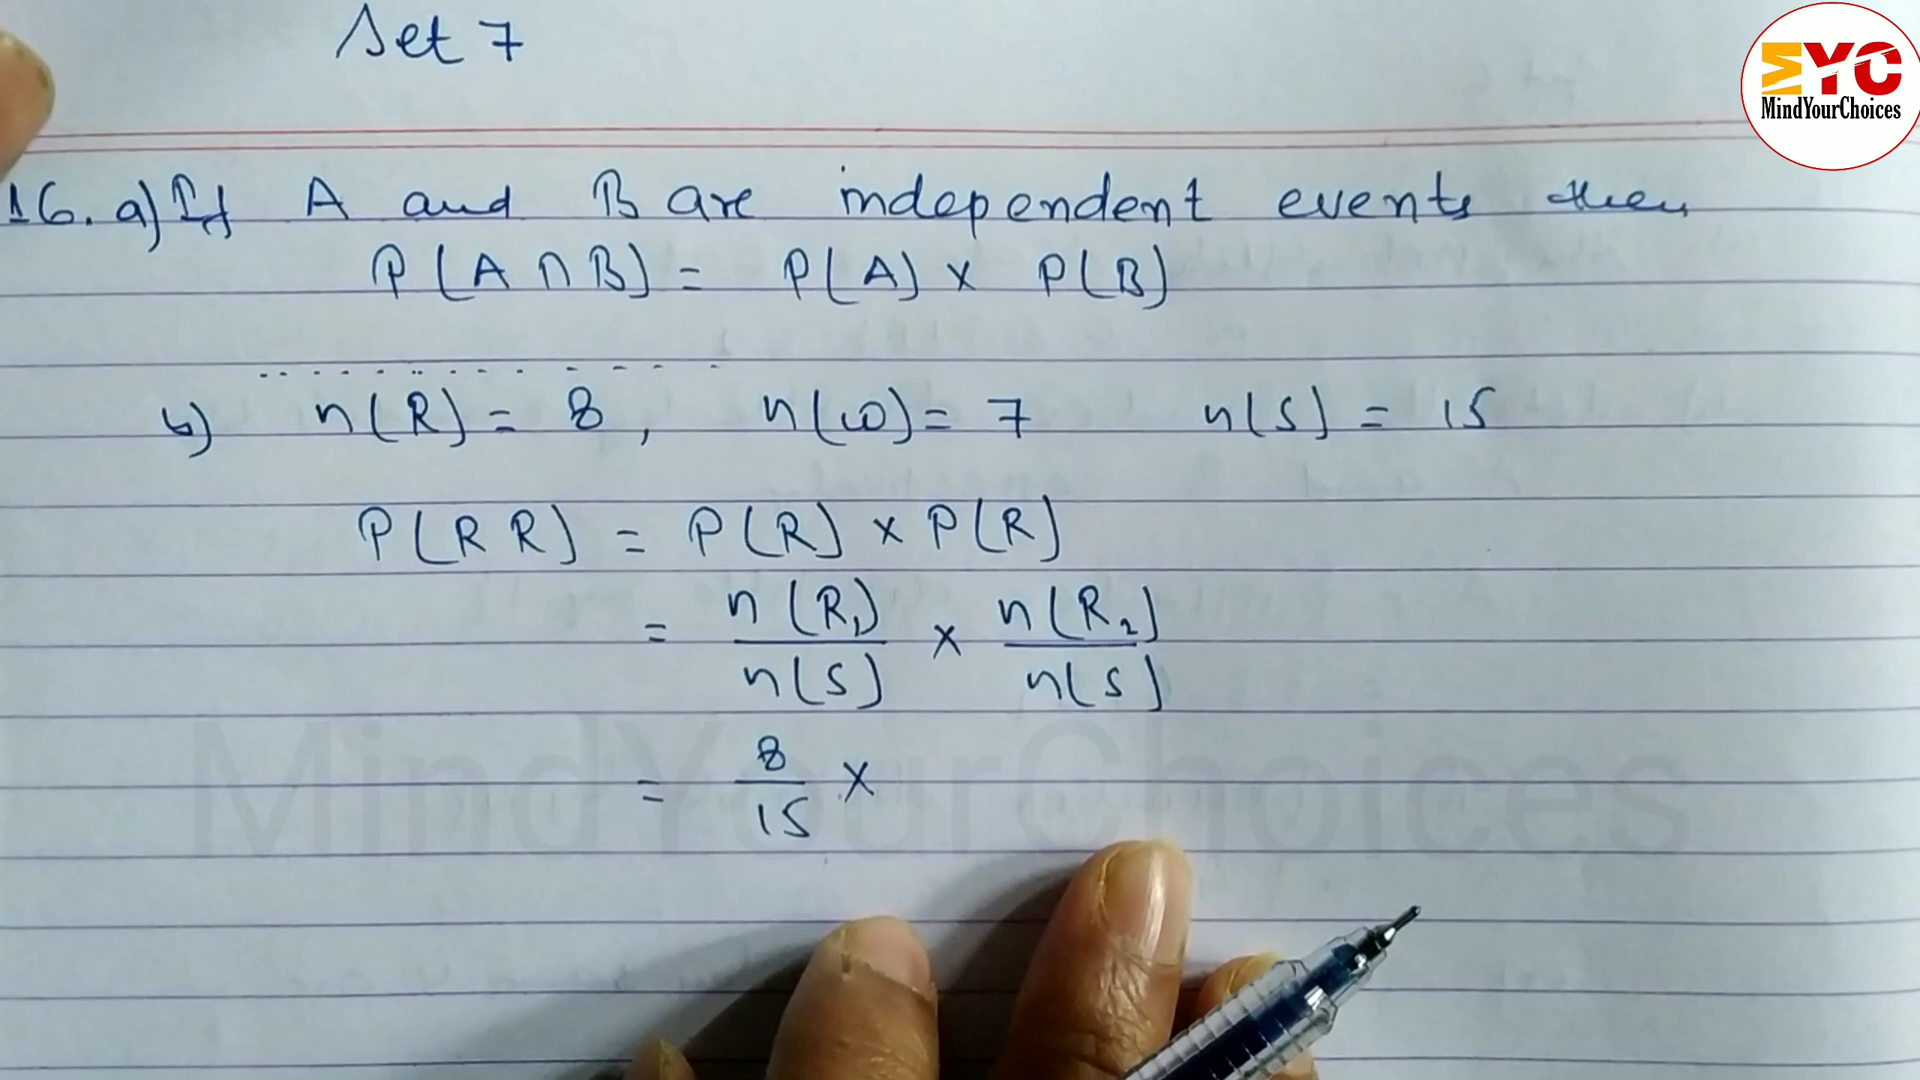 Set 7
MYC
MindYourChoices
16. a) If A and B are independent events then
P(A∩B) = P(A) × P(B)
b) n(R) = 8, n(W) = 7 n(S) = 15
P(RR) = P(R) × P(R)
= n(R₁)/n(S) × n(R₂)/n(S)
= 8/15 ×
MindYourChoices